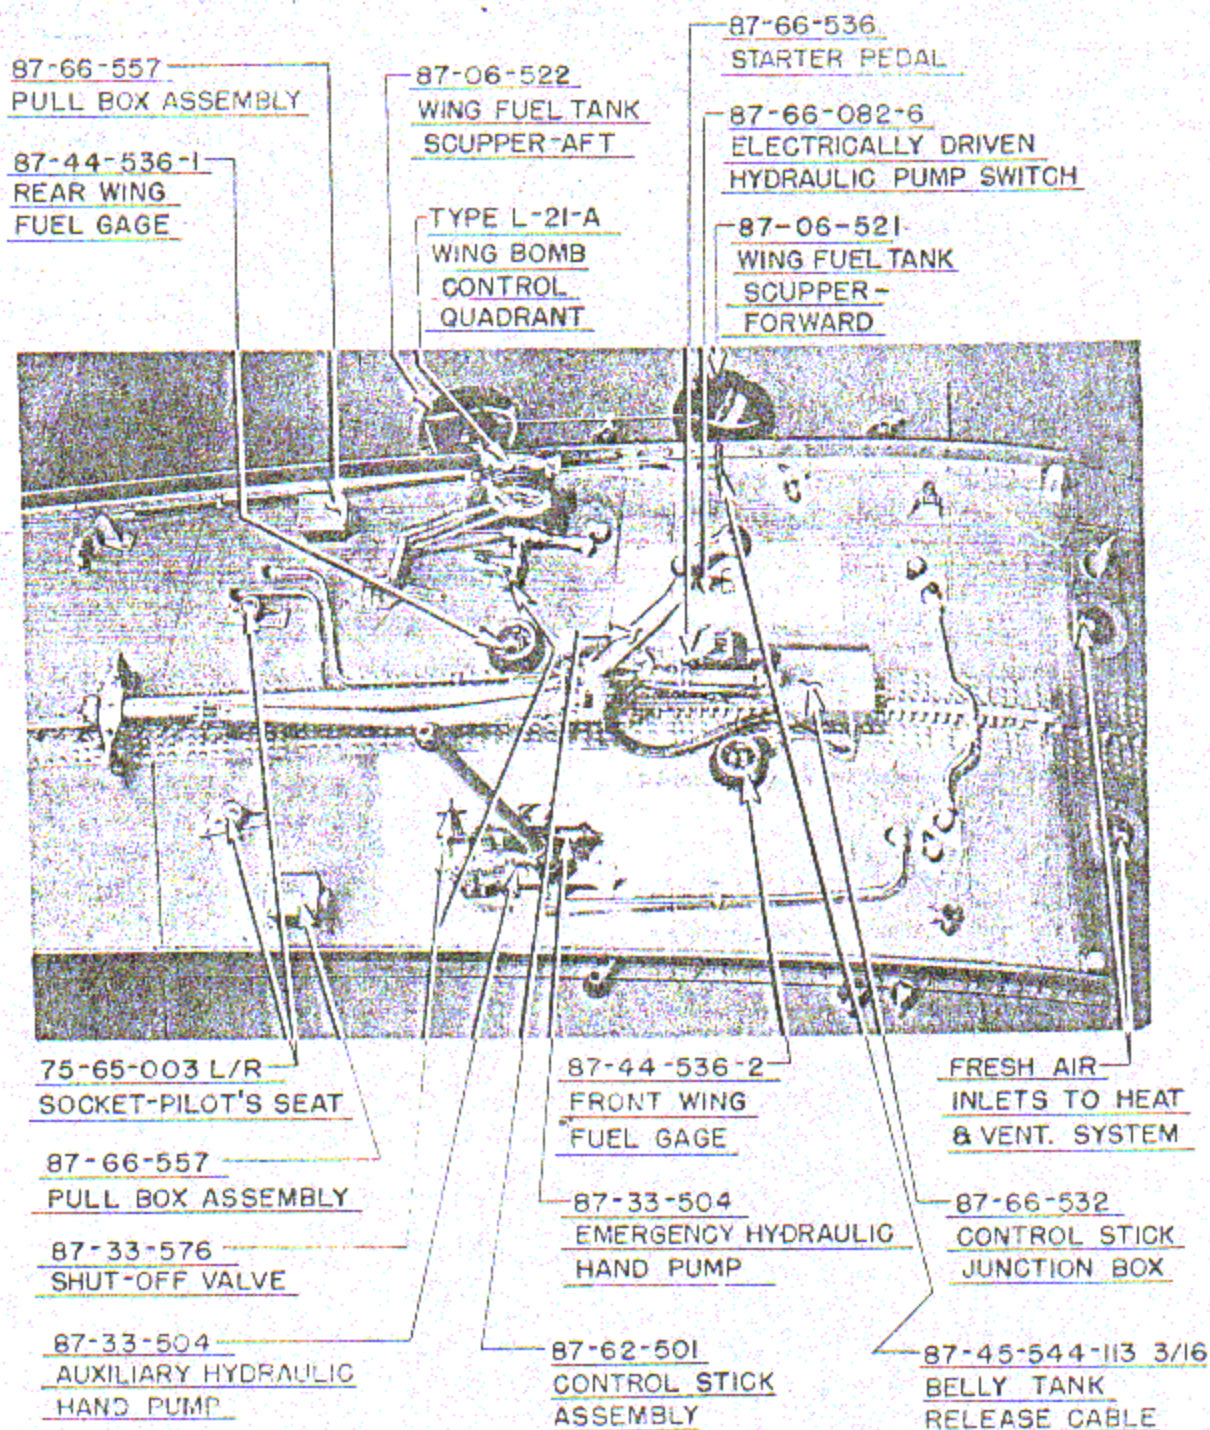 87-66-557
PULL BOX ASSEMBLY
87-44-536-1
REAR WING
FUEL GAGE
87-06-522
WING FUEL TANK
SCUPPER-AFT
TYPE L-21-A
WING BOMB
CONTROL
QUADRANT
87-66-536
STARTER PEDAL
87-66-082-6
ELECTRICALLY DRIVEN
HYDRAULIC PUMP SWITCH
87-06-521
WING FUEL TANK
SCUPPER-
FORWARD
75-65-003 L/R
SOCKET-PILOT'S SEAT
87-66-557
PULL BOX ASSEMBLY
87-33-576
SHUT-OFF VALVE
87-33-504
AUXILIARY HYDRAULIC
HAND PUMP
87-44-536-2
FRONT WING
FUEL GAGE
87-33-504
EMERGENCY HYDRAULIC
HAND PUMP
87-62-501
CONTROL STICK
ASSEMBLY
FRESH AIR
INLETS TO HEAT
& VENT. SYSTEM
87-66-532
CONTROL STICK
JUNCTION BOX
87-45-544-113 3/16
BELLY TANK
RELEASE CABLE